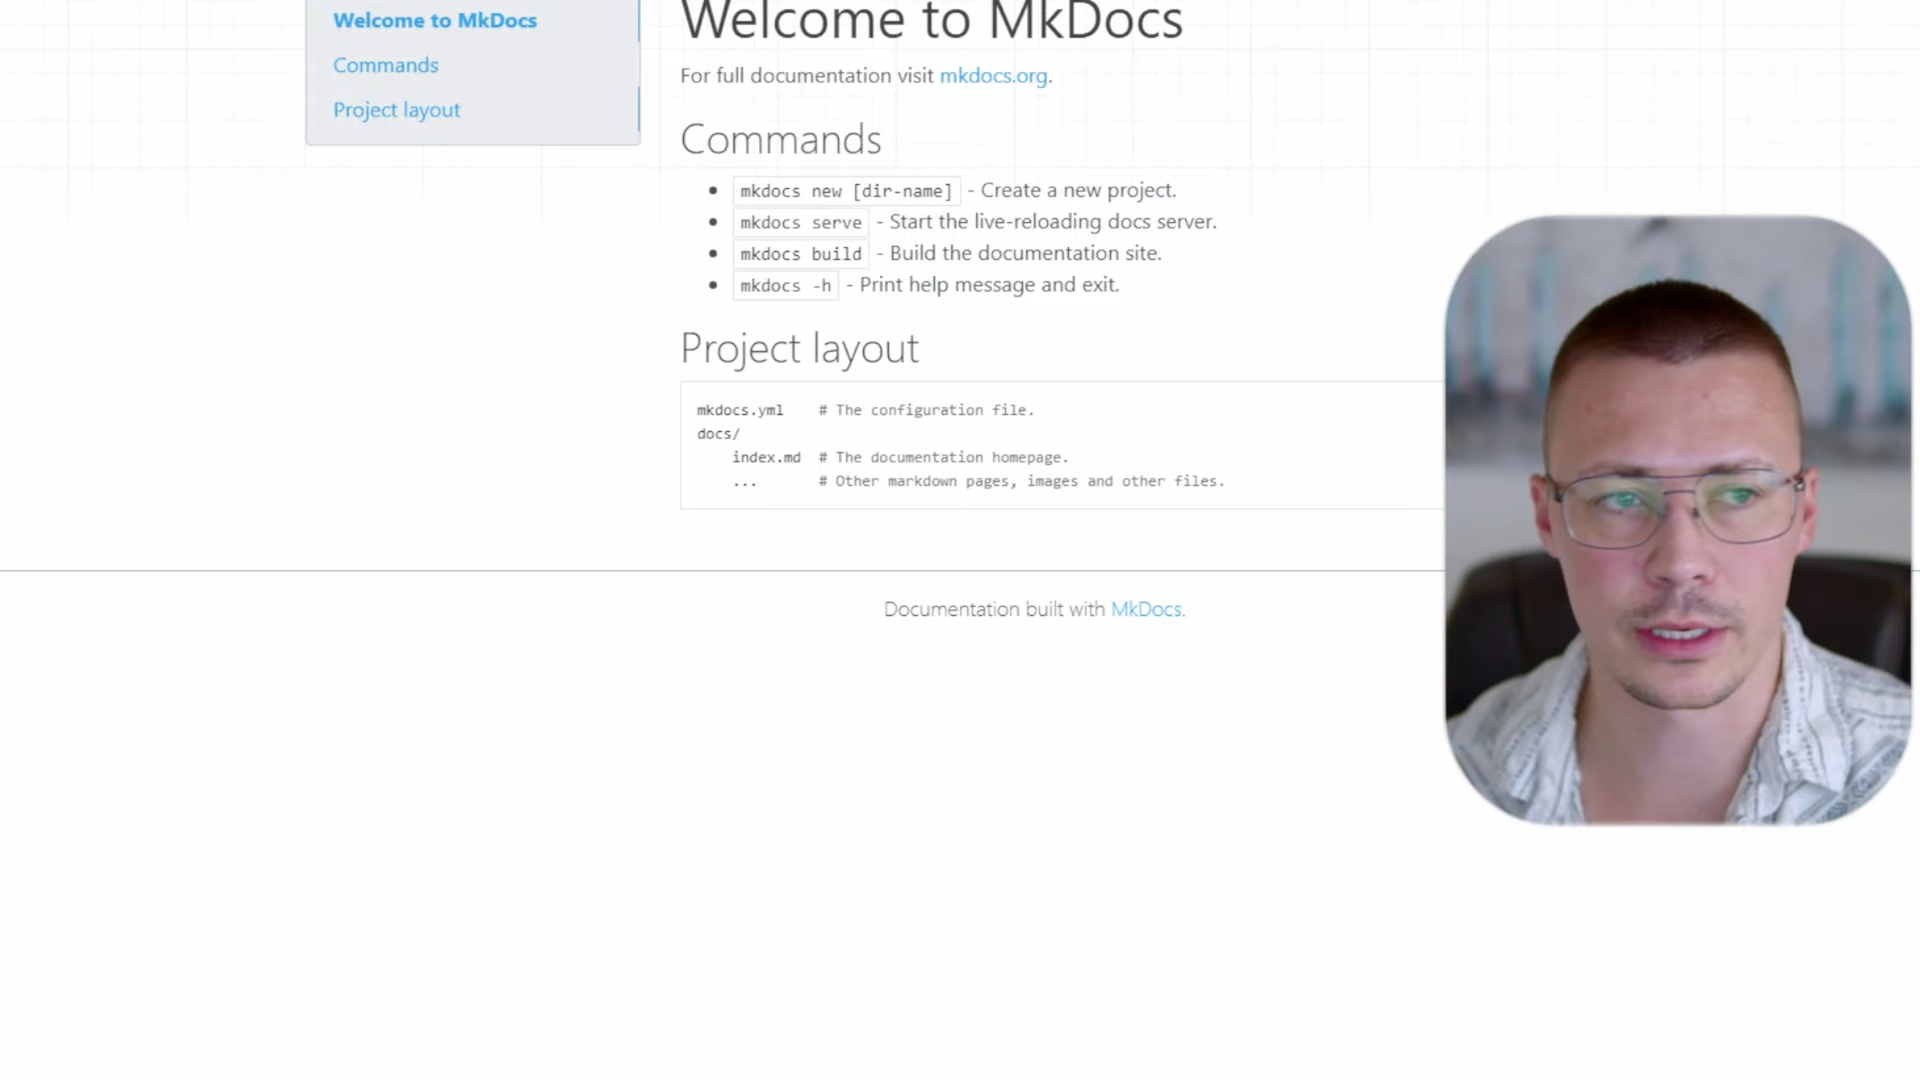 Welcome to MkDocs
Commands
Project layout
Welcome to MkDocs
For full documentation visit mkdocs.org.
Commands
mkdocs new [dir-name] - Create a new project.
mkdocs serve - Start the live-reloading docs server.
mkdocs build - Build the documentation site.
mkdocs -h - Print help message and exit.
Project layout
mkdocs.yml # The configuration file.
docs/
index.md # The documentation homepage.
... # Other markdown pages, images and other files.
Documentation built with MkDocs.